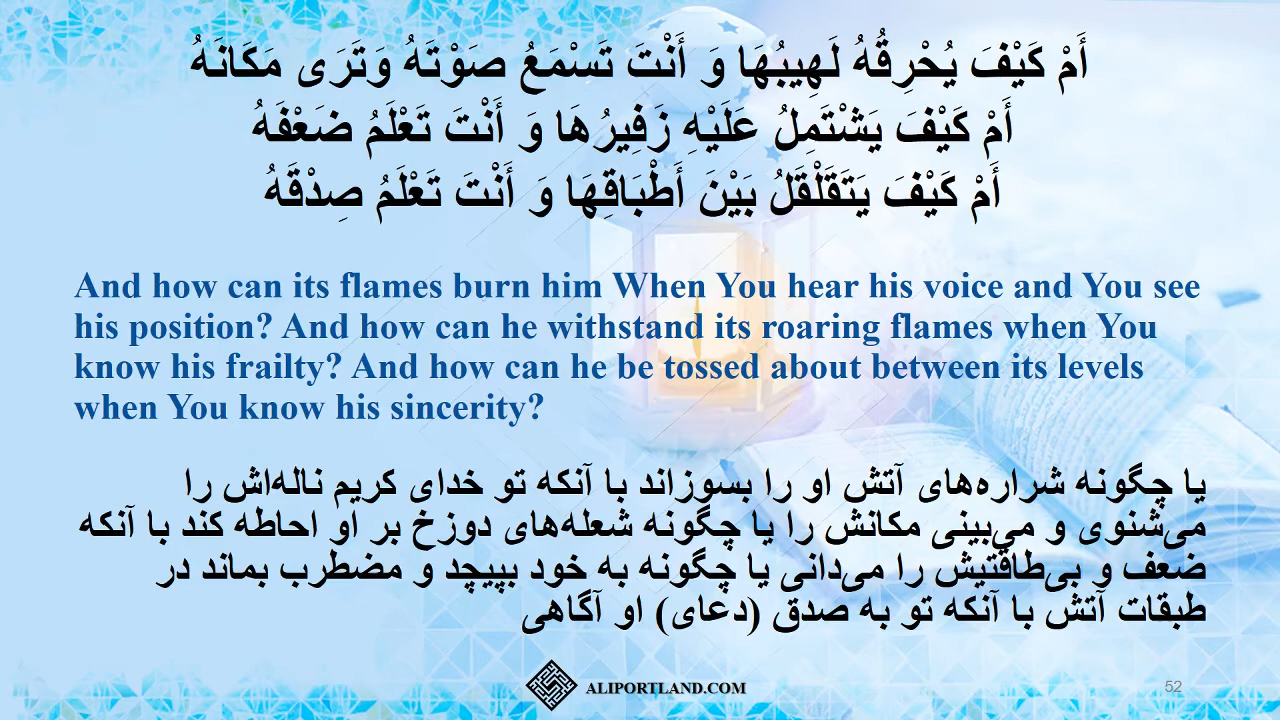 أَمْ كَيْفَ يُحْرِقُهُ لَهِيبُهَا وَ أَنْتَ تَسْمَعُ صَوْتَهُ وَتَرَى مَكَانَهُ
أَمْ كَيْفَ يَشْتَمِلُ عَلَيْهِ زَفِيرُهَا وَ أَنْتَ تَعْلَمُ ضَعْفَهُ
أَمْ كَيْفَ يَتَقَلْقَلُ بَيْنَ أَطْبَاقِهَا وَ أَنْتَ تَعْلَمُ صِدْقَهُ
And how can its flames burn him When You hear his voice and You see
his position? And how can he withstand its roaring flames when You
know his frailty? And how can he be tossed about between its levels
when You know his sincerity?
یا چگونه شراره‌های آتش او را بسوزاند با آنکه تو خدای کریم ناله‌اش را
می‌شنوی و می‌بینی مکانش را یا چگونه شعله‌های دوزخ بر او احاطه کند با آنکه
ضعف و بی‌طاقتیش را می‌دانی یا چگونه به خود بپیچد و مضطرب بماند در
طبقات آتش با آنکه تو به صدق (دعای) او آگاهی
ALIPORTLAND.COM
52